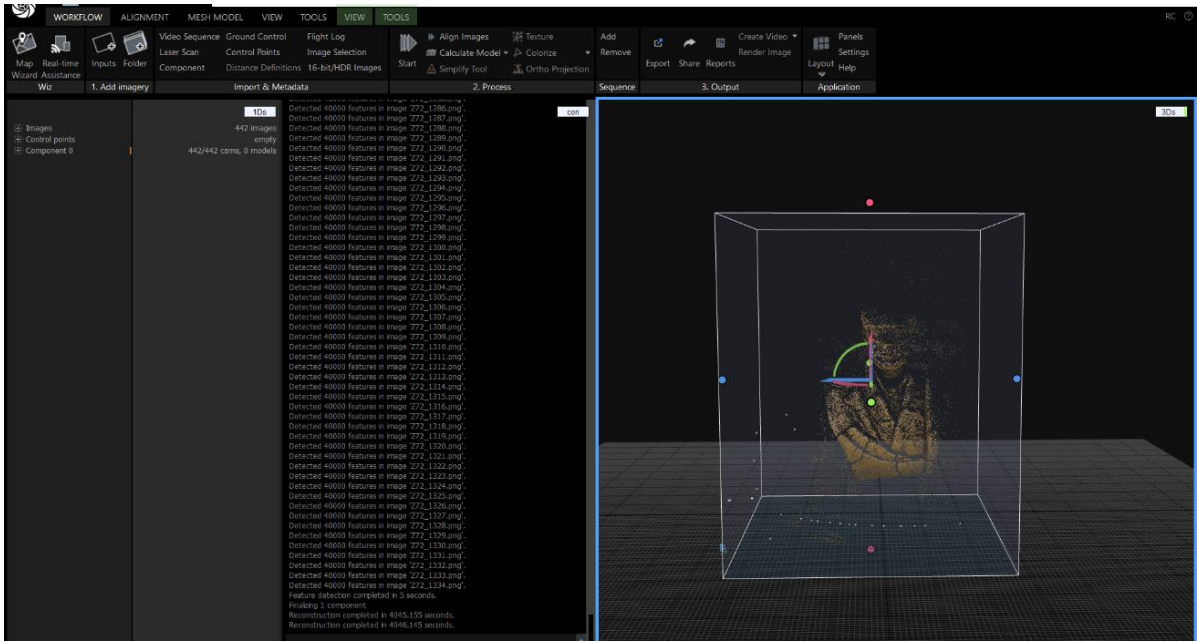 WORKFLOW ALIGNMENT MESH MODEL VIEW TOOLS VIEW TOOLS RC
Video Sequence Ground Control Flight Log Align Images Texture Add Create Video Panels
Laser Scan Control Points Image Selection Calculate Model Colorize Remove Render Image Settings
Map Wizard Real-time Assistance Inputs Folder Component Distance Definitions 16-bit/HDR Images Start Simplify Tool Ortho Projection Export Share Reports Layout Help
Wiz 1. Add imagery Import & Metadata 2. Process Sequence 3. Output Application
1Ds con 3Ds
Images 442 images
Control points empty
Component 0 442/442 cams, 0 models
Detected 40000 features in image 'Z72_1286.png'.
Detected 40000 features in image 'Z72_1287.png'.
Detected 40000 features in image 'Z72_1288.png'.
Detected 40000 features in image 'Z72_1289.png'.
Detected 40000 features in image 'Z72_1290.png'.
Detected 40000 features in image 'Z72_1291.png'.
Detected 40000 features in image 'Z72_1292.png'.
Detected 40000 features in image 'Z72_1293.png'.
Detected 40000 features in image 'Z72_1294.png'.
Detected 40000 features in image 'Z72_1295.png'.
Detected 40000 features in image 'Z72_1296.png'.
Detected 40000 features in image 'Z72_1297.png'.
Detected 40000 features in image 'Z72_1298.png'.
Detected 40000 features in image 'Z72_1299.png'.
Detected 40000 features in image 'Z72_1300.png'.
Detected 40000 features in image 'Z72_1301.png'.
Detected 40000 features in image 'Z72_1302.png'.
Detected 40000 features in image 'Z72_1303.png'.
Detected 40000 features in image 'Z72_1304.png'.
Detected 40000 features in image 'Z72_1305.png'.
Detected 40000 features in image 'Z72_1306.png'.
Detected 40000 features in image 'Z72_1307.png'.
Detected 40000 features in image 'Z72_1308.png'.
Detected 40000 features in image 'Z72_1309.png'.
Detected 40000 features in image 'Z72_1310.png'.
Detected 40000 features in image 'Z72_1311.png'.
Detected 40000 features in image 'Z72_1312.png'.
Detected 40000 features in image 'Z72_1313.png'.
Detected 40000 features in image 'Z72_1314.png'.
Detected 40000 features in image 'Z72_1315.png'.
Detected 40000 features in image 'Z72_1316.png'.
Detected 40000 features in image 'Z72_1317.png'.
Detected 40000 features in image 'Z72_1318.png'.
Detected 40000 features in image 'Z72_1319.png'.
Detected 40000 features in image 'Z72_1320.png'.
Detected 40000 features in image 'Z72_1321.png'.
Detected 40000 features in image 'Z72_1322.png'.
Detected 40000 features in image 'Z72_1323.png'.
Detected 40000 features in image 'Z72_1324.png'.
Detected 40000 features in image 'Z72_1325.png'.
Detected 40000 features in image 'Z72_1326.png'.
Detected 40000 features in image 'Z72_1327.png'.
Detected 40000 features in image 'Z72_1328.png'.
Detected 40000 features in image 'Z72_1329.png'.
Detected 40000 features in image 'Z72_1330.png'.
Detected 40000 features in image 'Z72_1331.png'.
Detected 40000 features in image 'Z72_1332.png'.
Detected 40000 features in image 'Z72_1333.png'.
Detected 40000 features in image 'Z72_1334.png'.
Feature detection completed in 5 seconds.
Finalizing 1 component
Reconstruction completed in 4045.155 seconds.
Reconstruction completed in 4046.145 seconds.